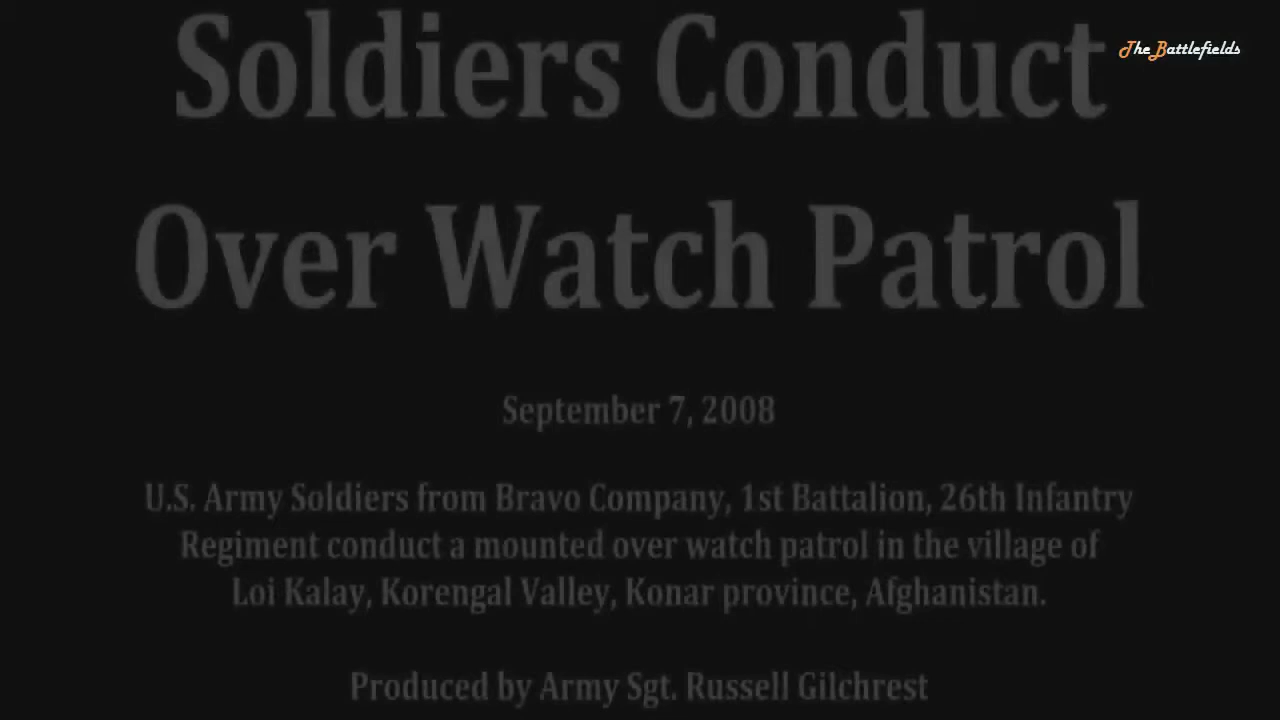 Soldiers Conduct
The Battlefields
Over Watch Patrol
September 7, 2008
U.S. Army Soldiers from Bravo Company, 1st Battalion, 26th Infantry
Regiment conduct a mounted over watch patrol in the village of
Loi Kalay, Korengal Valley, Konar province, Afghanistan.
Produced by Army Sgt. Russell Gilchrest